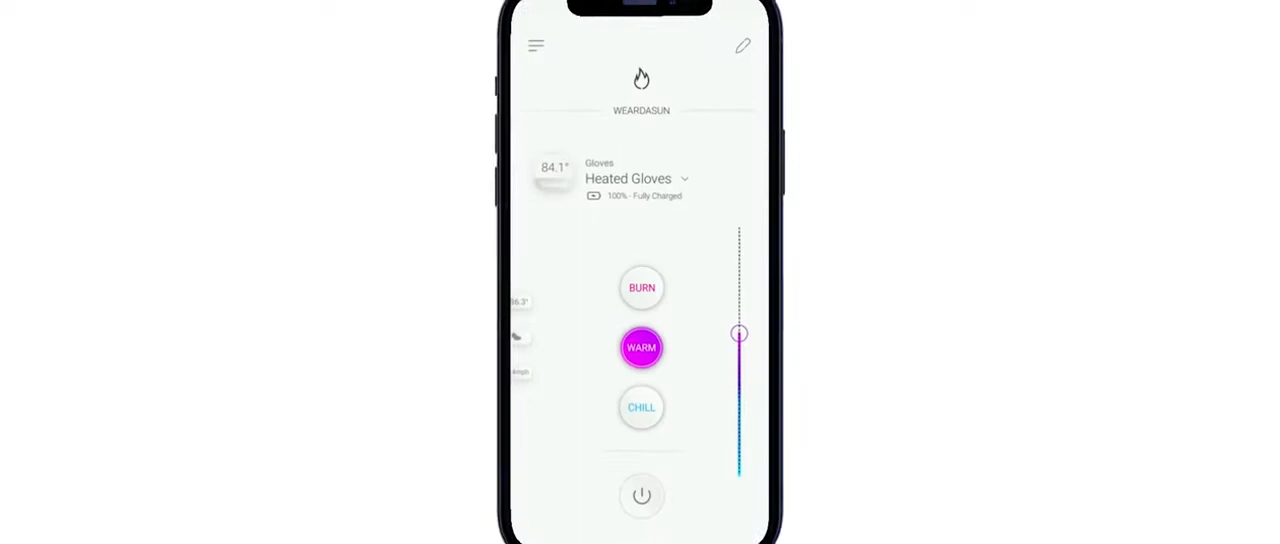 WEARDASUN
84.1°
Gloves
Heated Gloves
100% - Fully Charged
BURN
WARM
CHILL